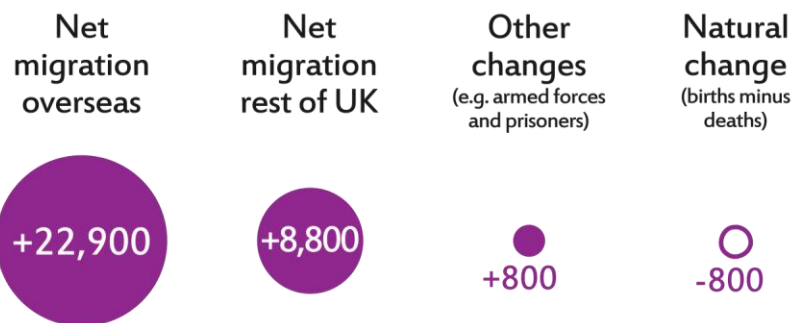 Net
migration
overseas
Net
migration
rest of UK
Other
changes
(e.g. armed forces
and prisoners)
Natural
change
(births minus
deaths)
+22,900
+8,800
+800
-800